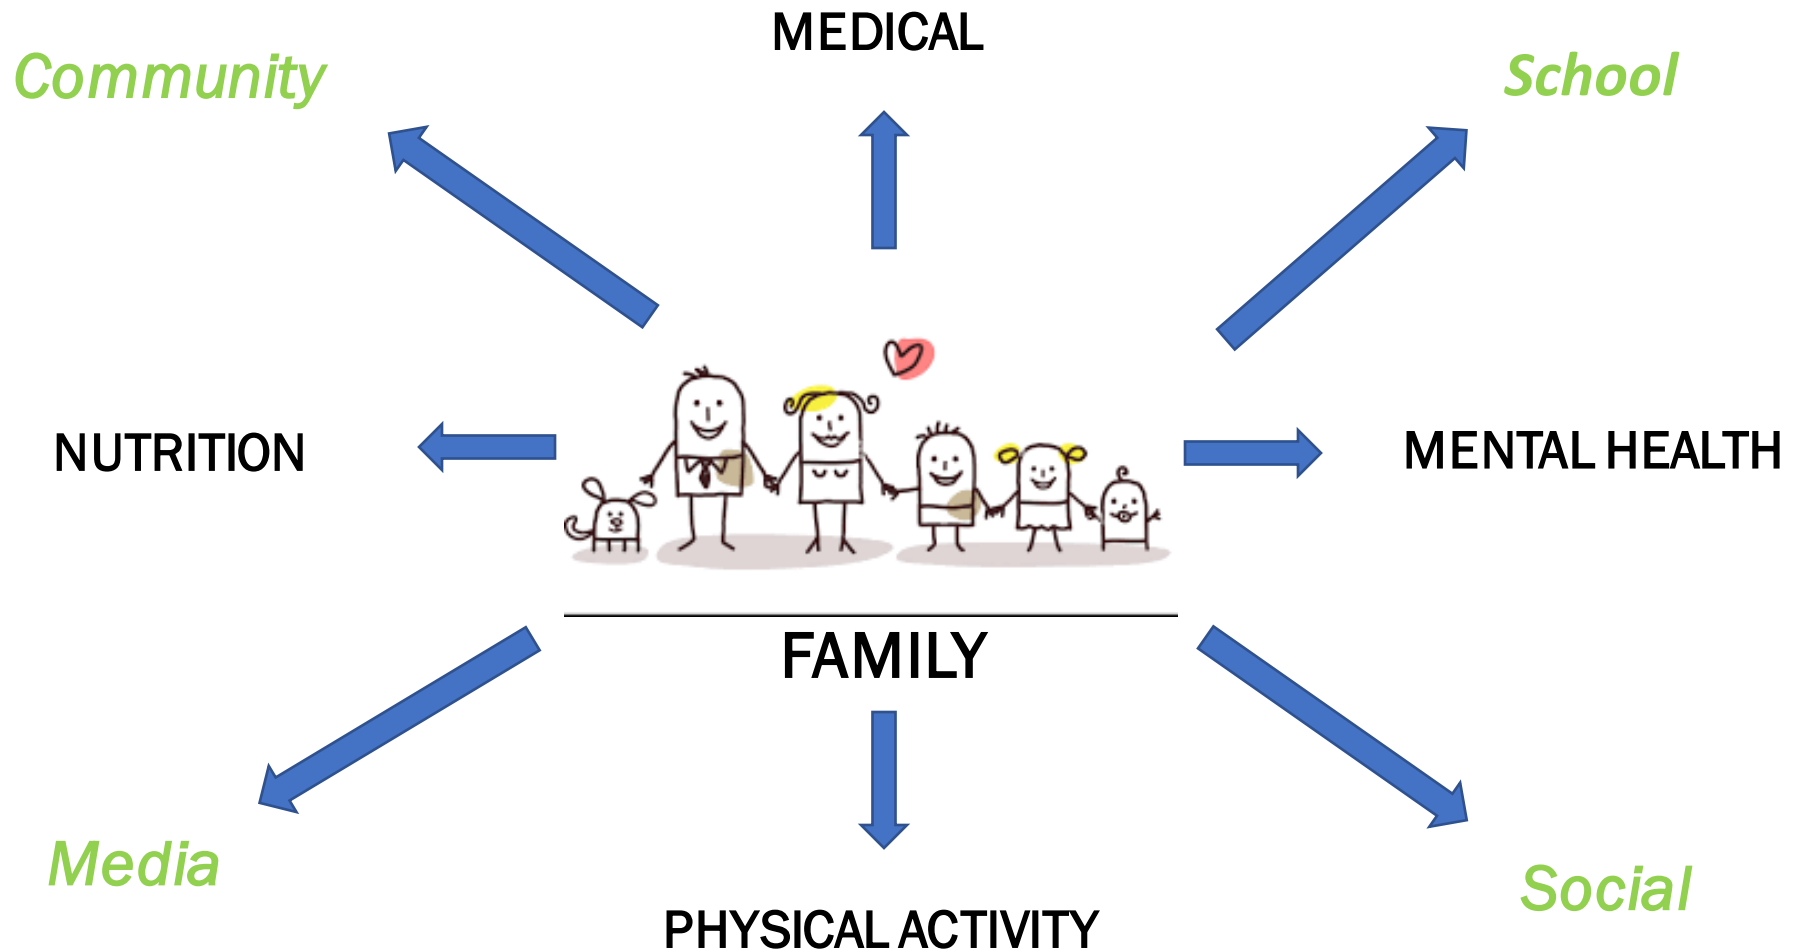 MEDICAL
Community
School
NUTRITION
MENTAL HEALTH
FAMILY
Media
Social
PHYSICAL ACTIVITY